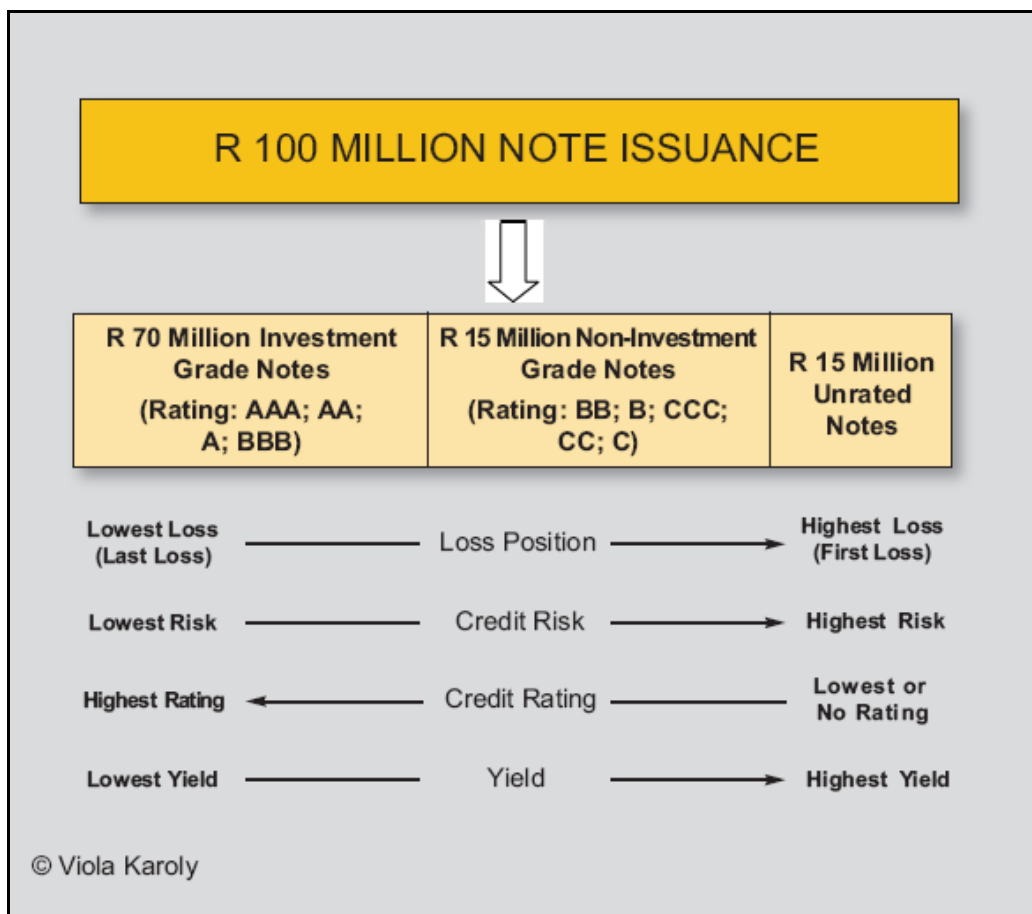 R 100 MILLION NOTE ISSUANCE
R 70 Million Investment
Grade Notes
(Rating: AAA; AA;
A; BBB)
R 15 Million Non-Investment
Grade Notes
(Rating: BB; B; CCC;
CC; C)
R 15 Million
Unrated
Notes
Lowest Loss
(Last Loss)
Loss Position
Highest Loss
(First Loss)
Lowest Risk
Credit Risk
Highest Risk
Highest Rating
Credit Rating
Lowest or
No Rating
Lowest Yield
Yield
Highest Yield
© Viola Karoly